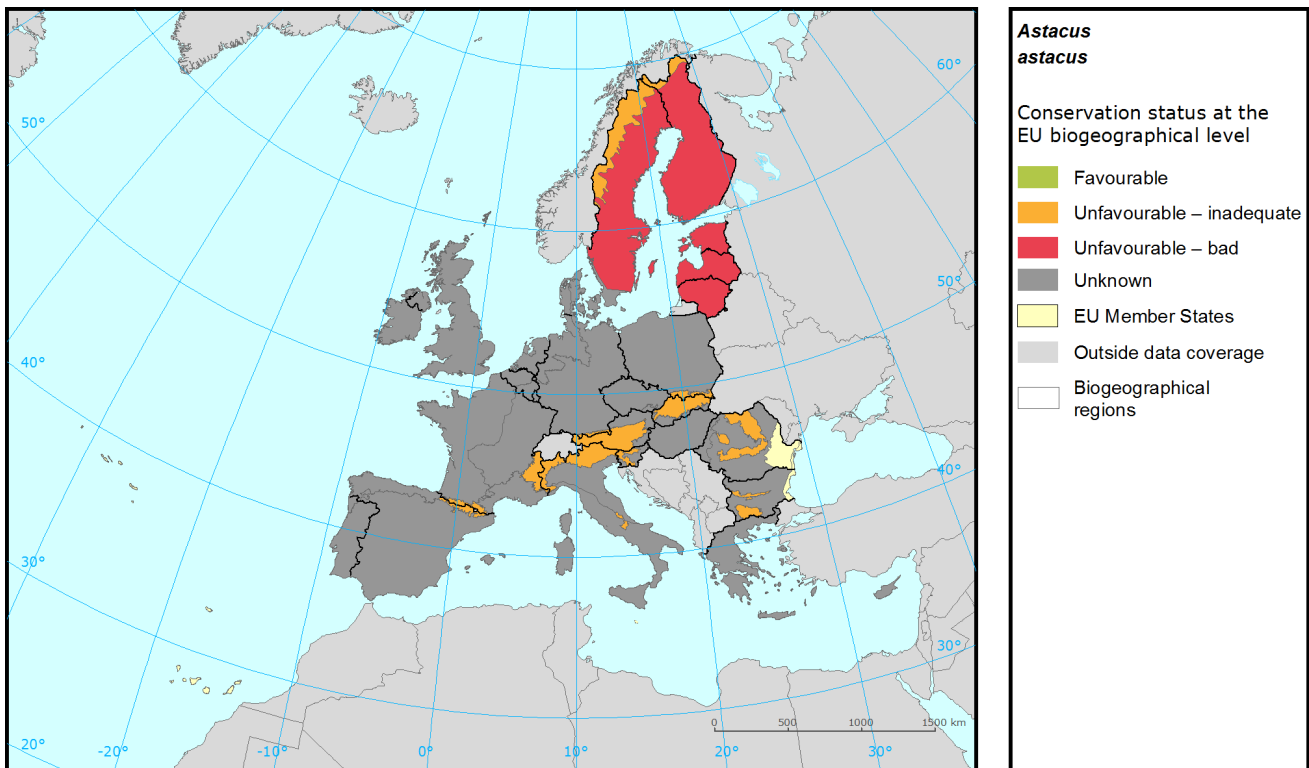 Astacus
astacus
Conservation status at the
EU biogeographical level
Favourable
Unfavourable – inadequate
Unfavourable – bad
Unknown
EU Member States
Outside data coverage
Biogeographical
regions
60°
50°
50°
40°
40°
30°
30°
0 500 1000 1500 km
20° -20° -10° 0° 10° 20° 30°